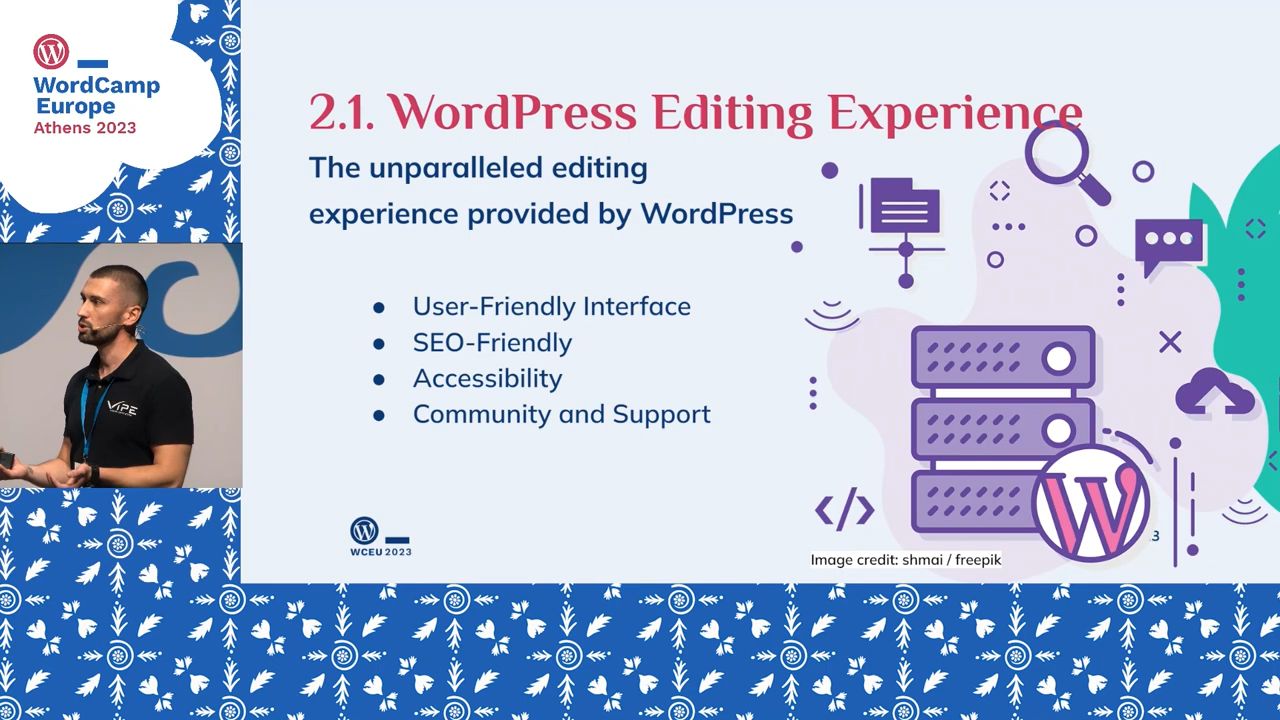 WordCamp
Europe
Athens 2023
2.1. WordPress Editing Experience
The unparalleled editing
experience provided by WordPress
● User-Friendly Interface
● SEO-Friendly
● Accessibility
● Community and Support
VIPE
WCEU 2023
3
Image credit: shmai / freepik